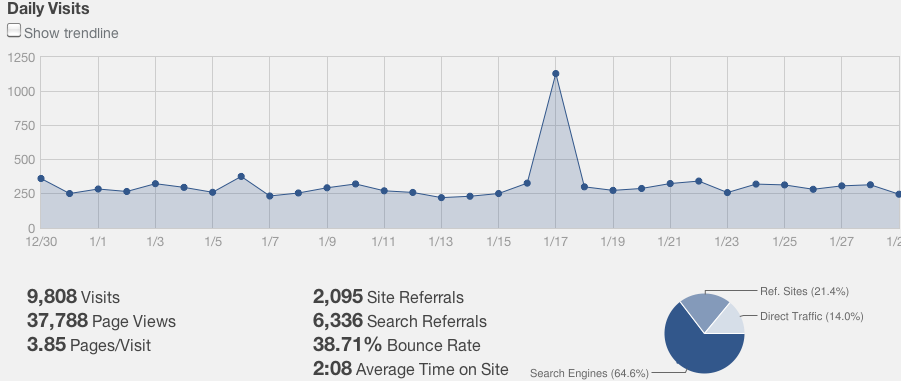 Daily Visits
Show trendline
1250
1000
750
500
250
0
12/30 1/1 1/3 1/5 1/7 1/9 1/11 1/13 1/15 1/17 1/19 1/21 1/23 1/25 1/27
9,808 Visits
37,788 Page Views
3.85 Pages/Visit
2,095 Site Referrals
6,336 Search Referrals
38.71% Bounce Rate
2:08 Average Time on Site
Ref. Sites (21.4%)
Direct Traffic (14.0%)
Search Engines (64.6%)